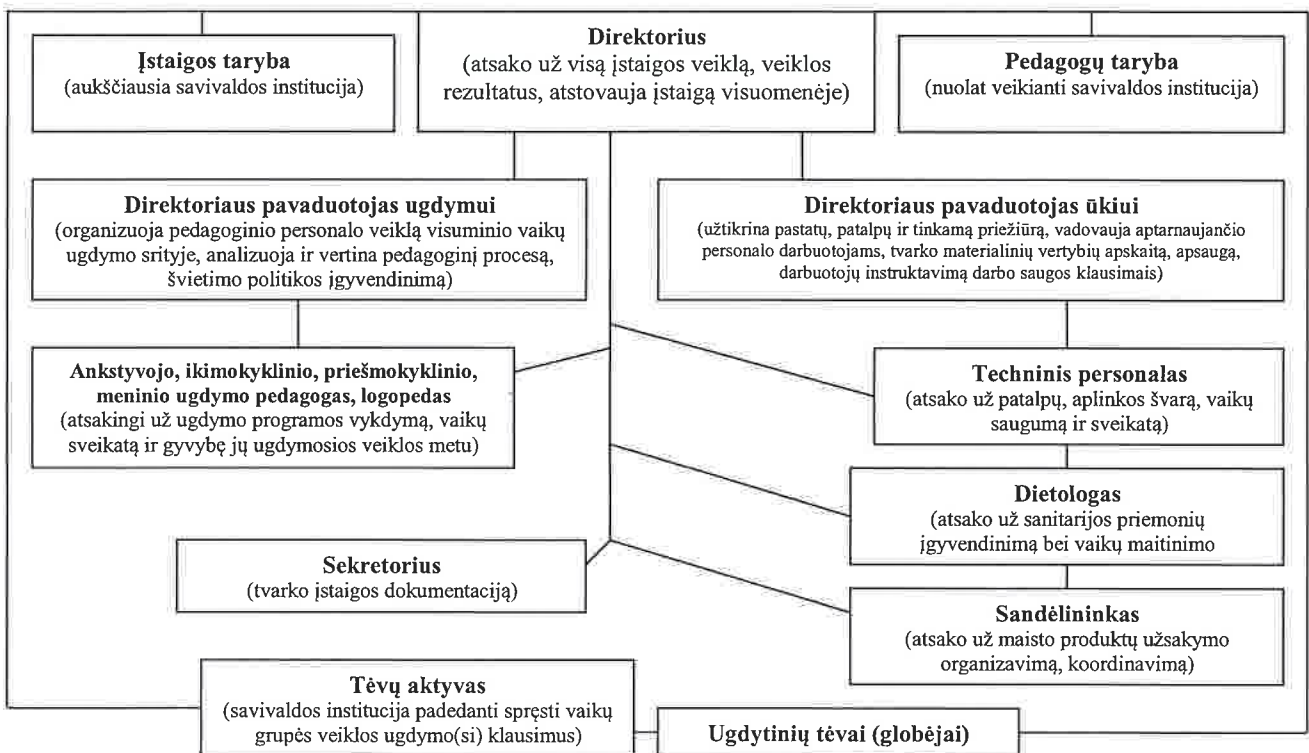 Įstaigos taryba
(aukščiausia savivaldos institucija)
Direktorius
(atsako už visą įstaigos veiklą, veiklos
rezultatus, atstovauja įstaigą visuomenėje)
Pedagogų taryba
(nuolat veikianti savivaldos institucija)
Direktoriaus pavaduotojas ugdymui
(organizuoja pedagoginio personalo veiklą visuminio vaikų
ugdymo srityje, analizuoja ir vertina pedagoginį procesą,
švietimo politikos įgyvendinimą)
Direktoriaus pavaduotojas ūkiui
(užtikrina pastatų, patalpų ir tinkamą priežiūrą, vadovauja aptarnaujančio
personalo darbuotojams, tvarko materialinių vertybių apskaitą, apsaugą,
darbuotojų instruktavimą darbo saugos klausimais)
Ankstyvojo, ikimokyklinio, priešmokyklinio,
meninio ugdymo pedagogas, logopedas
(atsakingi už ugdymo programos vykdymą, vaikų
sveikatą ir gyvybę jų ugdymosios veiklos metu)
Techninis personalas
(atsako už patalpų, aplinkos švarą, vaikų
saugumą ir sveikatą)
Dietologas
(atsako už sanitarijos priemonių
įgyvendinimą bei vaikų maitinimo
Sekretorius
(tvarko įstaigos dokumentaciją)
Sandėlininkas
(atsako už maisto produktų užsakymo
organizavimą, koordinavimą)
Tėvų aktyvas
(savivaldos institucija padedanti spręsti vaikų
grupės veiklos ugdymo(si) klausimus)
Ugdytinių tėvai (globėjai)